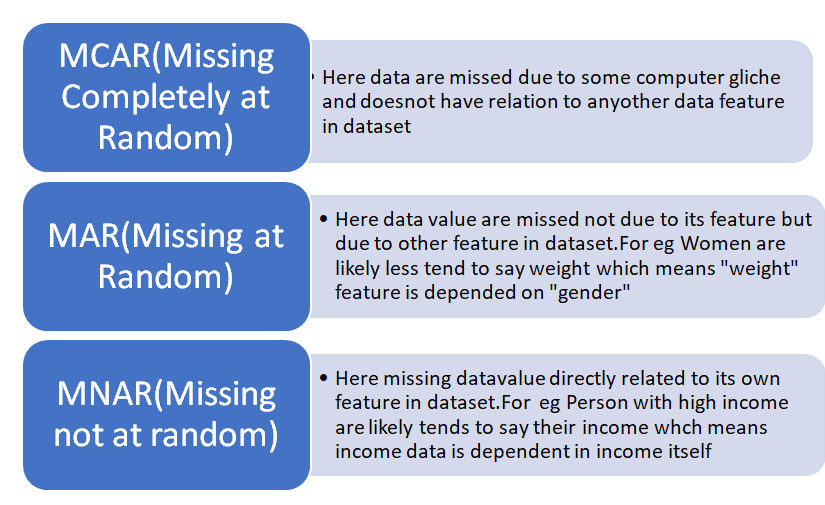 MCAR(Missing
Completely at
Random)
• Here data are missed due to some computer gliche
and doesnot have relation to anyother data feature
in dataset
MAR(Missing at
Random)
• Here data value are missed not due to its feature but
due to other feature in dataset.For eg Women are
likely less tend to say weight which means "weight"
feature is depended on "gender"
MNAR(Missing
not at random)
• Here missing datavalue directly related to its own
feature in dataset.For  eg Person with high income
are likely tends to say their income whch means
income data is dependent in income itself